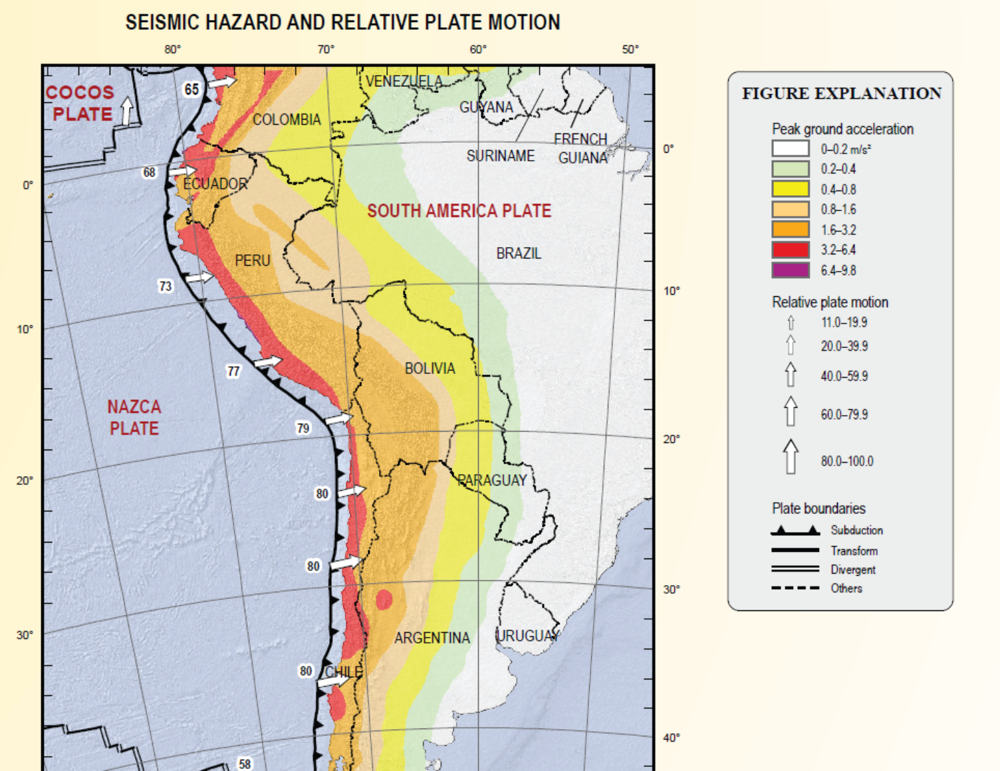 SEISMIC HAZARD AND RELATIVE PLATE MOTION
80° 70° 60° 50°
COCOS
PLATE
65
VENEZUELA
GUYANA
COLOMBIA
FRENCH
GUIANA
SURINAME
0°
68
ECUADOR
0°
SOUTH AMERICA PLATE
BRAZIL
PERU
73
10°
10°
77
BOLIVIA
NAZCA
PLATE
79
20°
20°
PARAGUAY
80
80
30°
30°
ARGENTINA
URUGUAY
80
CHILE
40°
58
FIGURE EXPLANATION
Peak ground acceleration
0–0.2 m/s²
0.2–0.4
0.4–0.8
0.8–1.6
1.6–3.2
3.2–6.4
6.4–9.8
Relative plate motion
11.0–19.9
20.0–39.9
40.0–59.9
60.0–79.9
80.0–100.0
Plate boundaries
Subduction
Transform
Divergent
Others